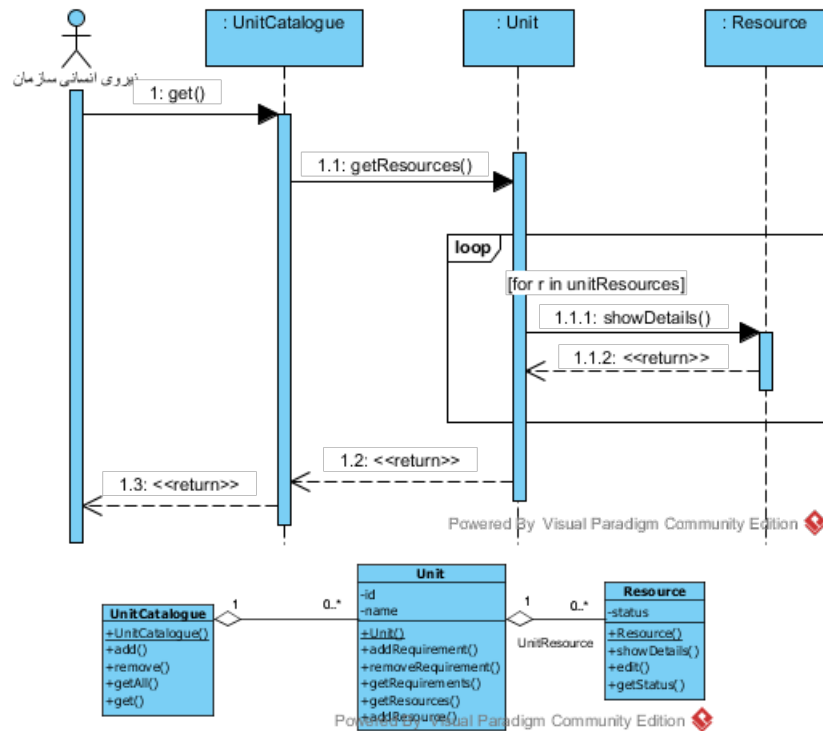 : UnitCatalogue
: Unit
: Resource
نیروی انسانی سازمان
1: get()
1.1: getResources()
loop
[for r in unitResources]
1.1.1: showDetails()
1.1.2: <<return>>
1.2: <<return>>
1.3: <<return>>
Powered By Visual Paradigm Community Edition
UnitCatalogue
+UnitCatalogue()
+add()
+remove()
+getAll()
+get()
1
0..*
Unit
-id
-name
+Unit()
+addRequirement()
+removeRequirement()
+getRequirements()
+getResources()
+addResource()
1
0..*
UnitResource
Resource
-status
+Resource()
+showDetails()
+edit()
+getStatus()
Powered By Visual Paradigm Community Edition